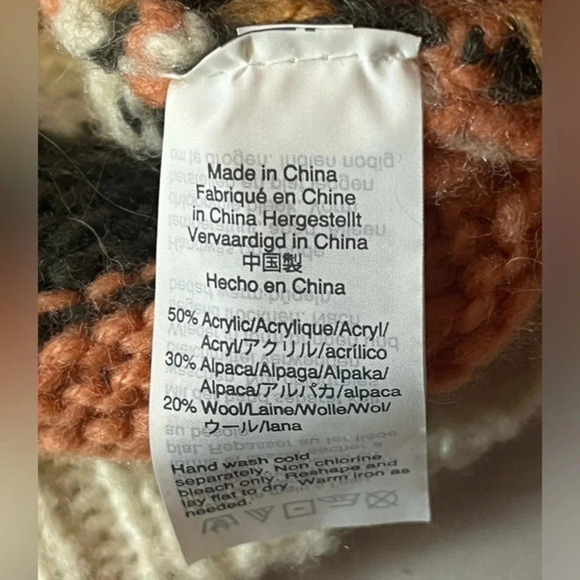 Made in China
Fabriqué en Chine
in China Hergestellt
Vervaardigd in China
中国製
Hecho en China
50% Acrylic/Acrylique/Acryl/
Acryl/アクリル/acrílico
30% Alpaca/Alpaga/Alpaka/
Alpaca/アルパカ/alpaca
20% Wool/Laine/Wolle/Wol/
ウール/lana
Hand wash cold
separately. Non chlorine
bleach only. Reshape and
lay flat to dry. Warm iron as
needed.